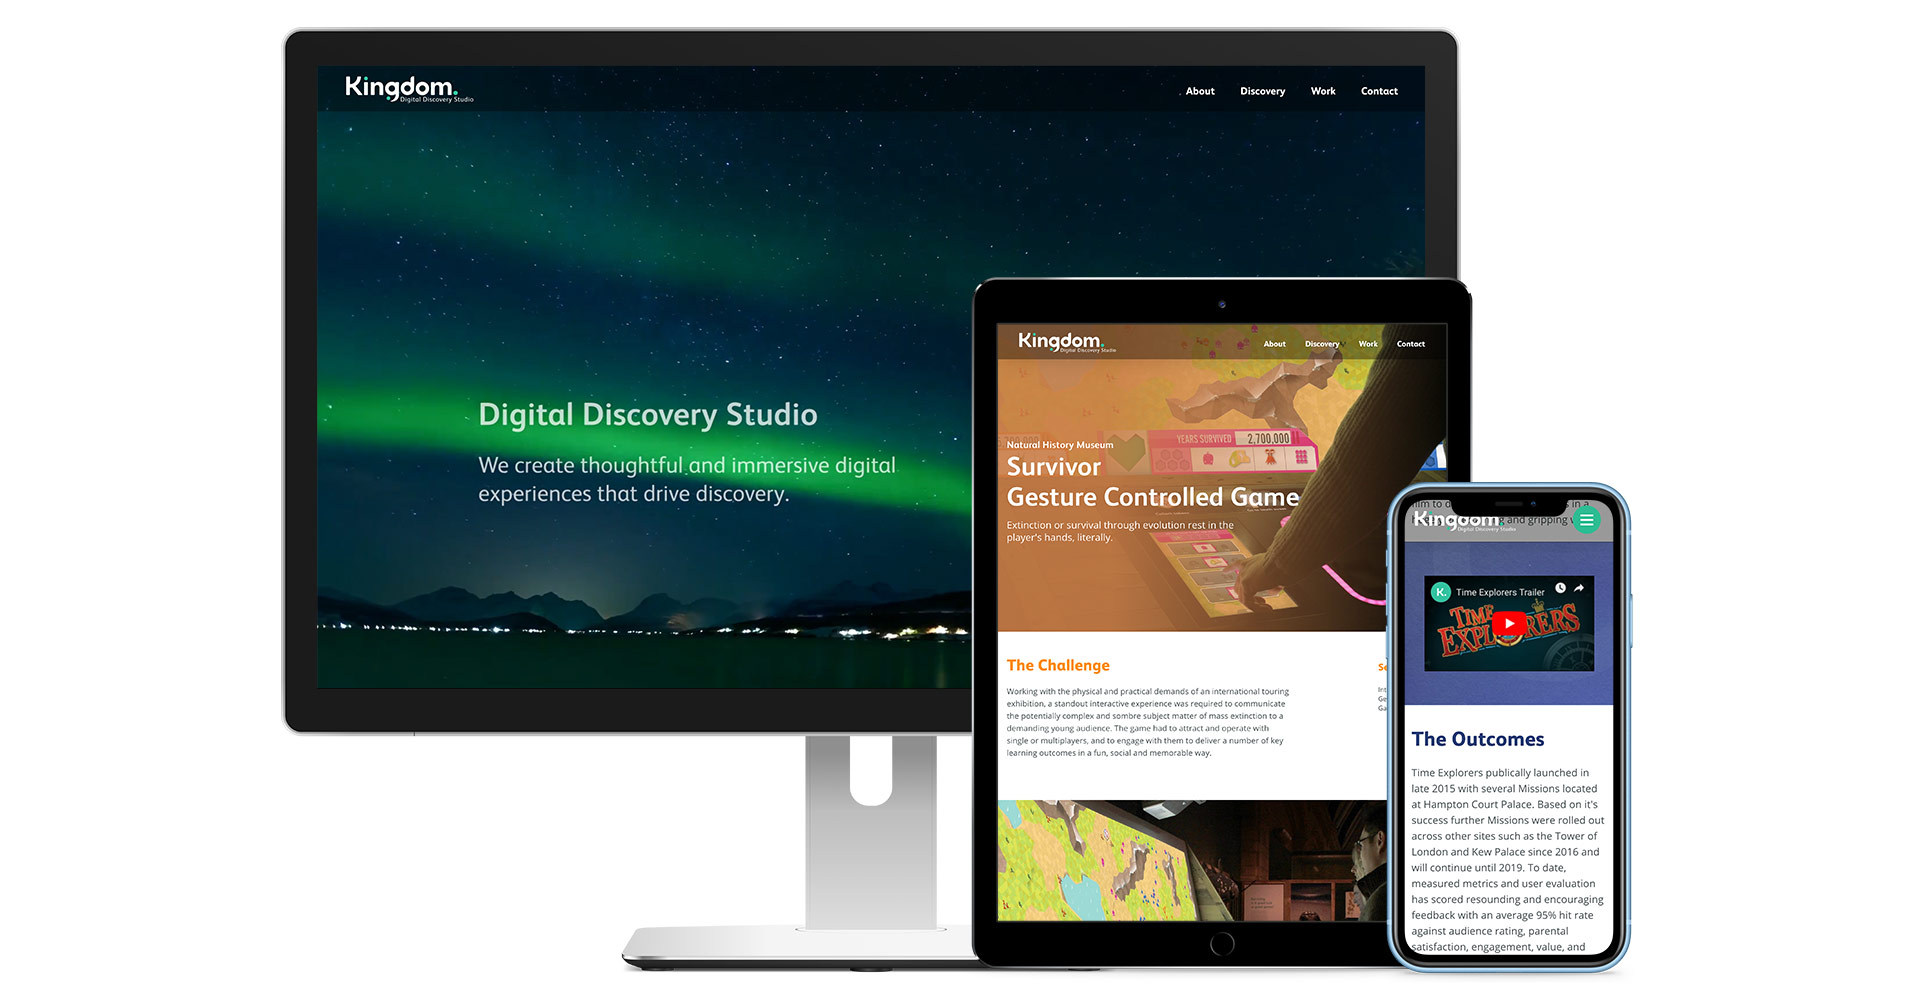 Kingdom.
Digital Discovery Studio
About Discovery Work Contact
Digital Discovery Studio
We create thoughtful and immersive digital
experiences that drive discovery.
Kingdom.
Digital Discovery Studio
About Discovery Work Contact
YEARS SURVIVED 2,700,000
Natural History Museum
Survivor
Gesture Controlled Game
Extinction or survival through evolution rest in the
player's hands, literally.
The Challenge
Working with the physical and practical demands of an international touring
exhibition, a standout interactive experience was required to communicate
the potentially complex and sombre subject matter of mass extinction to a
demanding young audience. The game had to attract and operate with
single or multiplayers, and to engage with them to deliver a number of key
learning outcomes in a fun, social and memorable way.
Kingdom.
Digital Discovery Studio
and gripping
K. Time Explorers Trailer
TIME
EXPLORERS
The Outcomes
Time Explorers publically launched in
late 2015 with several Missions located
at Hampton Court Palace. Based on it's
success further Missions were rolled out
across other sites such as the Tower of
London and Kew Palace since 2016 and
will continue until 2019. To date,
measured metrics and user evaluation
has scored resounding and encouraging
feedback with an average 95% hit rate
against audience rating, parental
satisfaction, engagement, value, and